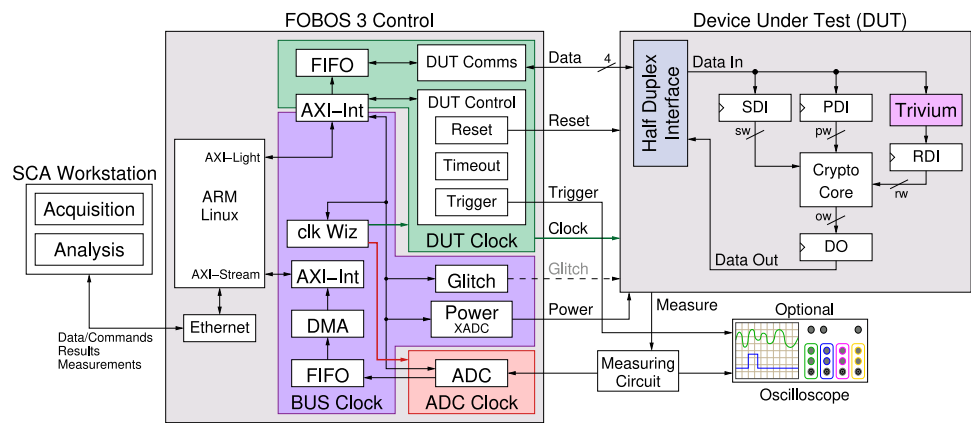 FOBOS 3 Control
Device Under Test (DUT)
FIFO
DUT Comms
Data
4
Half Duplex
Interface
Data In
AXI–Int
DUT Control
Reset
Reset
Timeout
Trigger
Trigger
DUT Clock
SDI
PDI
Trivium
sw
pw
RDI
rw
Crypto
Core
ow
DO
Data Out
SCA Workstation
Acquisition
Analysis
AXI–Light
ARM
Linux
AXI–Stream
Ethernet
Data/Commands
Results
Measurements
clk Wiz
Clock
AXI–Int
Glitch
Glitch
DMA
Power
XADC
Power
Measure
FIFO
ADC
BUS Clock
ADC Clock
Measuring
Circuit
Optional
Oscilloscope